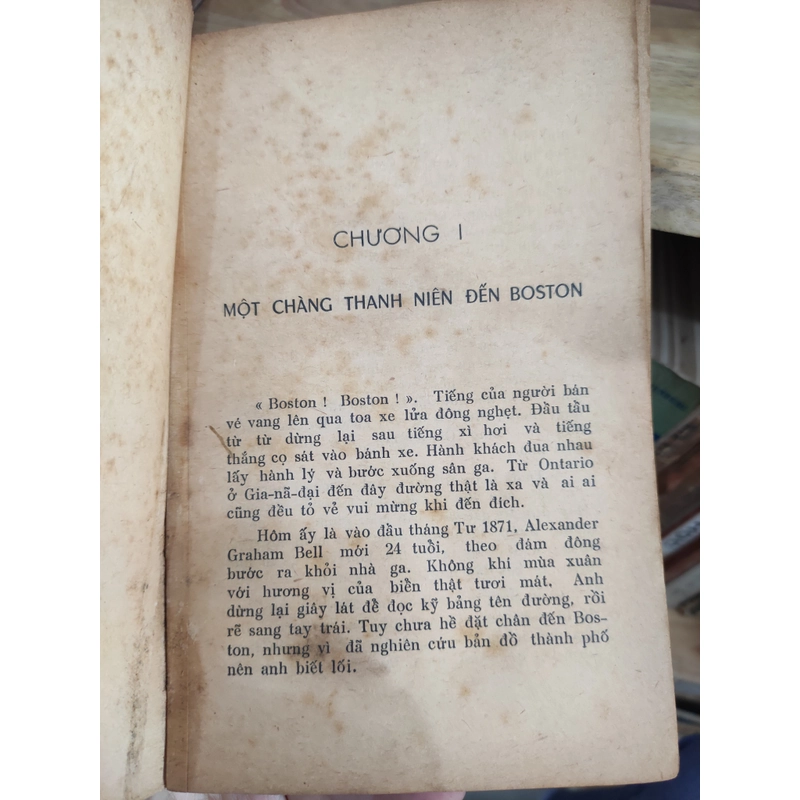 CHƯƠNG I
MỘT CHÀNG THANH NIÊN ĐẾN BOSTON
« Boston ! Boston ! ». Tiếng của người bán
vé vang lên qua toa xe lửa đông nghẹt. Đầu tầu
từ từ dừng lại sau tiếng xì hơi và tiếng
thắng cọ sát vào bánh xe. Hành khách đua nhau
lấy hành lý và bước xuống sân ga. Từ Ontario
ở Gia-nã-đại đến đây đường thật là xa và ai ai
cũng đều tỏ vẻ vui mừng khi đến đích.
Hôm ấy là vào đầu tháng Tư 1871, Alexander
Graham Bell mới 24 tuổi, theo đám đông
bước ra khỏi nhà ga. Không khí mùa xuân
với hương vị của biển thật tươi mát. Anh
dừng lại giây lát để đọc kỹ bảng tên đường, rồi
rẽ sang tay trái. Tuy chưa hề đặt chân đến Bos-
ton, nhưng vì đã nghiên cứu bản đồ thành phố
nên anh biết lối.